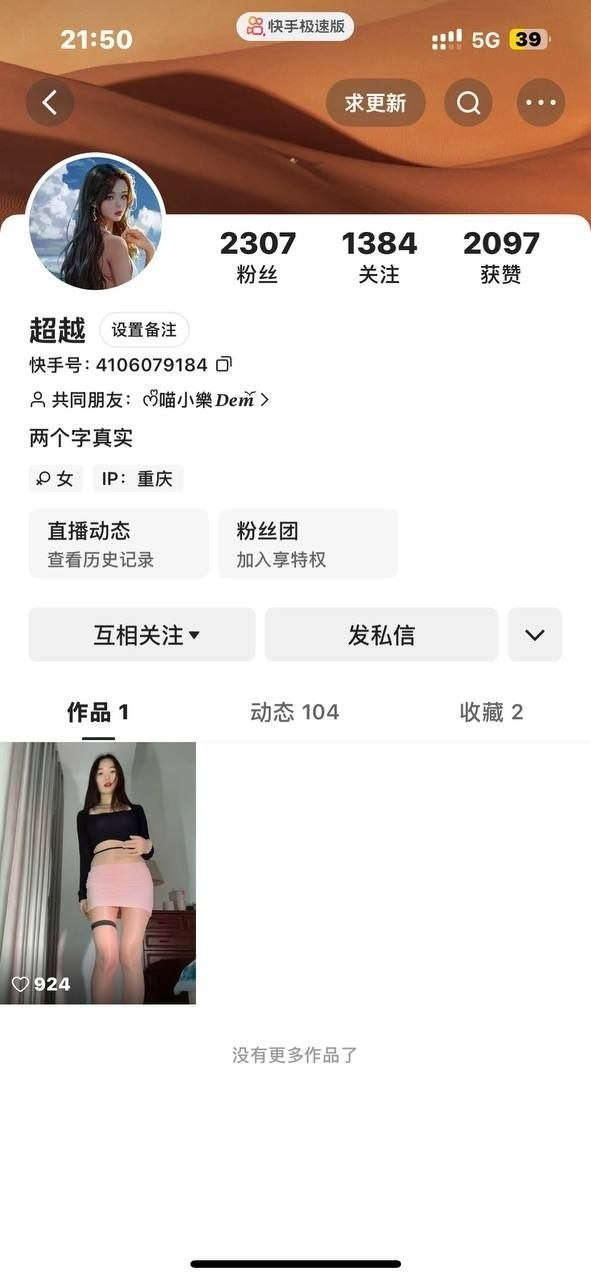 21:50
快手极速版
5G
39
求更新
2307
1384
2097
粉丝
关注
获赞
超越
设置备注
快手号: 4106079184
共同朋友: ෆ喵小樂Dem
两个字真实
女
IP: 重庆
直播动态
查看历史记录
粉丝团
加入享特权
互相关注
发私信
作品 1
动态 104
收藏 2
924
没有更多作品了